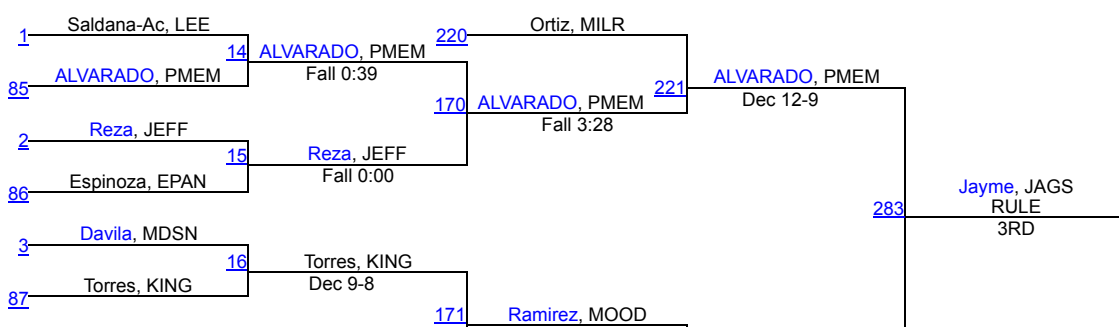 Saldana-Ac, LEE
1
14
ALVARADO, PMEM
Fall 0:39
ALVARADO, PMEM
85
220
Ortiz, MILR
221
ALVARADO, PMEM
Dec 12-9
170
ALVARADO, PMEM
Fall 3:28
Reza, JEFF
2
15
Reza, JEFF
Fall 0:00
Espinoza, EPAN
86
283
Jayme, JAGS
RULE
3RD
Davila, MDSN
3
16
Torres, KING
Dec 9-8
Torres, KING
87
171
Ramirez, MOOD